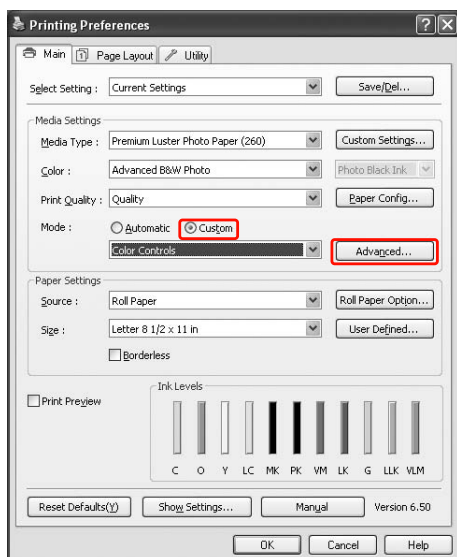 Printing Preferences
Main Page Layout Utility
Select Setting : Current Settings Save/Del...
Media Settings
Media Type : Premium Luster Photo Paper (260) Custom Settings...
Color : Advanced B&W Photo Photo Black Ink
Print Quality : Quality Paper Config...
Mode : Automatic Custom
Color Controls Advanced...
Paper Settings
Source : Roll Paper Roll Paper Option...
Size : Letter 8 1/2 x 11 in User Defined...
Borderless
Print Preview
Ink Levels
C O Y LC MK PK VM LK G LLK VLM
Reset Defaults(Y) Show Settings... Manual Version 6.50
OK Cancel Help